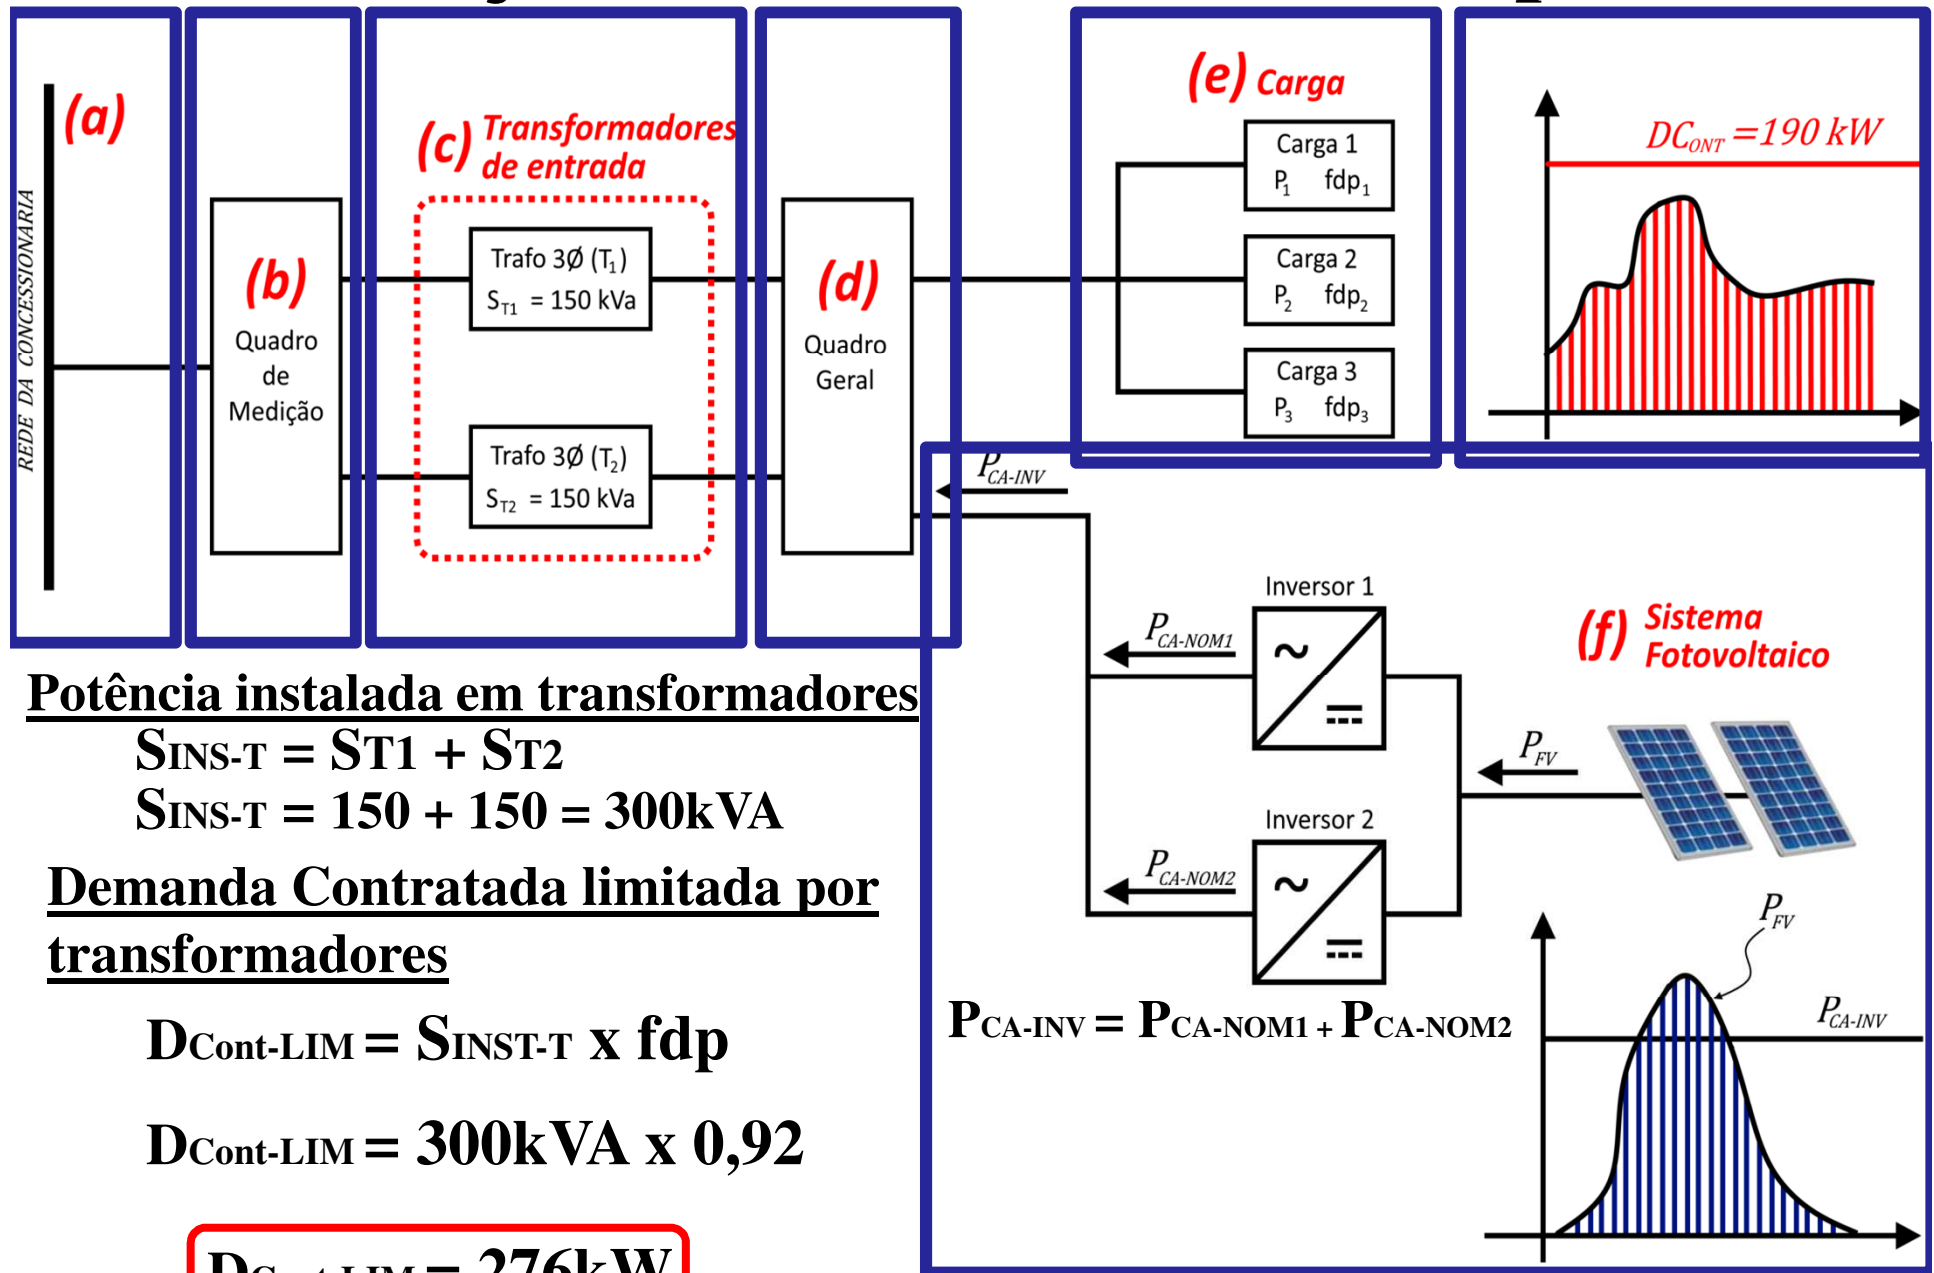 REDE DA CONCESSIONARIA
(a)
(b)
Quadro
de
Medição
(c) Transformadores
de entrada
Trafo 3Ø (T1)
ST1 = 150 kVa
Trafo 3Ø (T2)
ST2 = 150 kVa
(d)
Quadro
Geral
(e) Carga
Carga 1
P1 fdp1
Carga 2
P2 fdp2
Carga 3
P3 fdp3
DCONT =190 kW
PCA-INV
Inversor 1
PCA-NOM1
(f) Sistema
Fotovoltaico
PFV
Inversor 2
PCA-NOM2
PCA-INV = PCA-NOM1 + PCA-NOM2
PFV
PCA-INV
Potência instalada em transformadores
SINS-T = ST1 + ST2
SINS-T = 150 + 150 = 300kVA
Demanda Contratada limitada por
transformadores
DCont-LIM = SINST-T x fdp
DCont-LIM = 300kVA x 0,92
DCont-LIM = 276kW